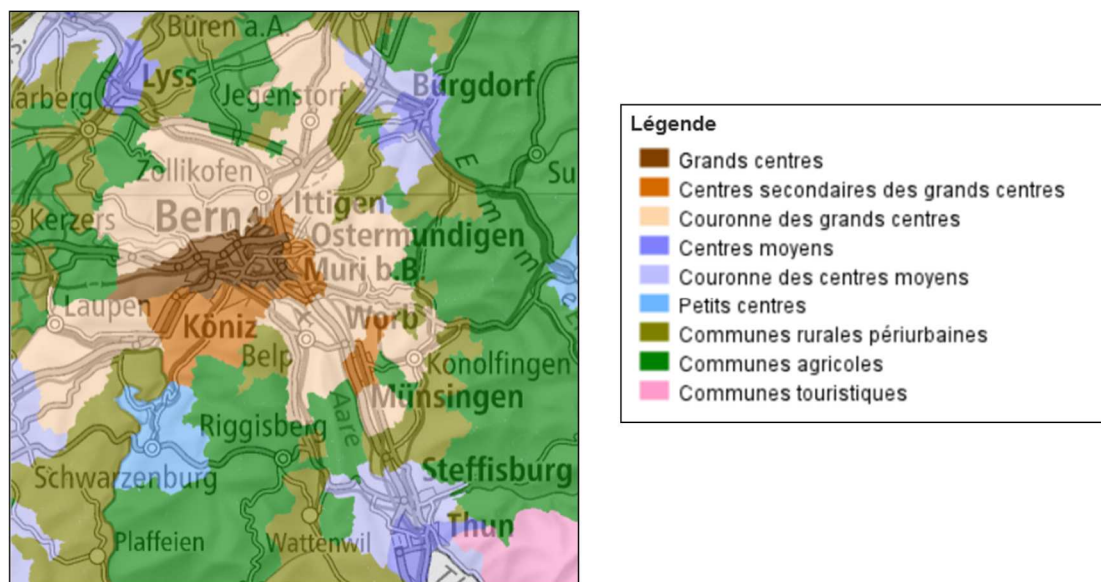 Büren a.A.
Lyss
Burgdorf
Jegenstorf
Zollikofen
Su
Emm
Ittigen
Bern
Kerzers
Ostermundigen
Muri b.B.
Laupen
Köniz
Worb
Belp
Konolfingen
Münsingen
Aare
Riggisberg
Schwarzenburg
Steffisburg
Thun
Plaffeien
Wattenwil
Légende
Grands centres
Centres secondaires des grands centres
Couronne des grands centres
Centres moyens
Couronne des centres moyens
Petits centres
Communes rurales périurbaines
Communes agricoles
Communes touristiques